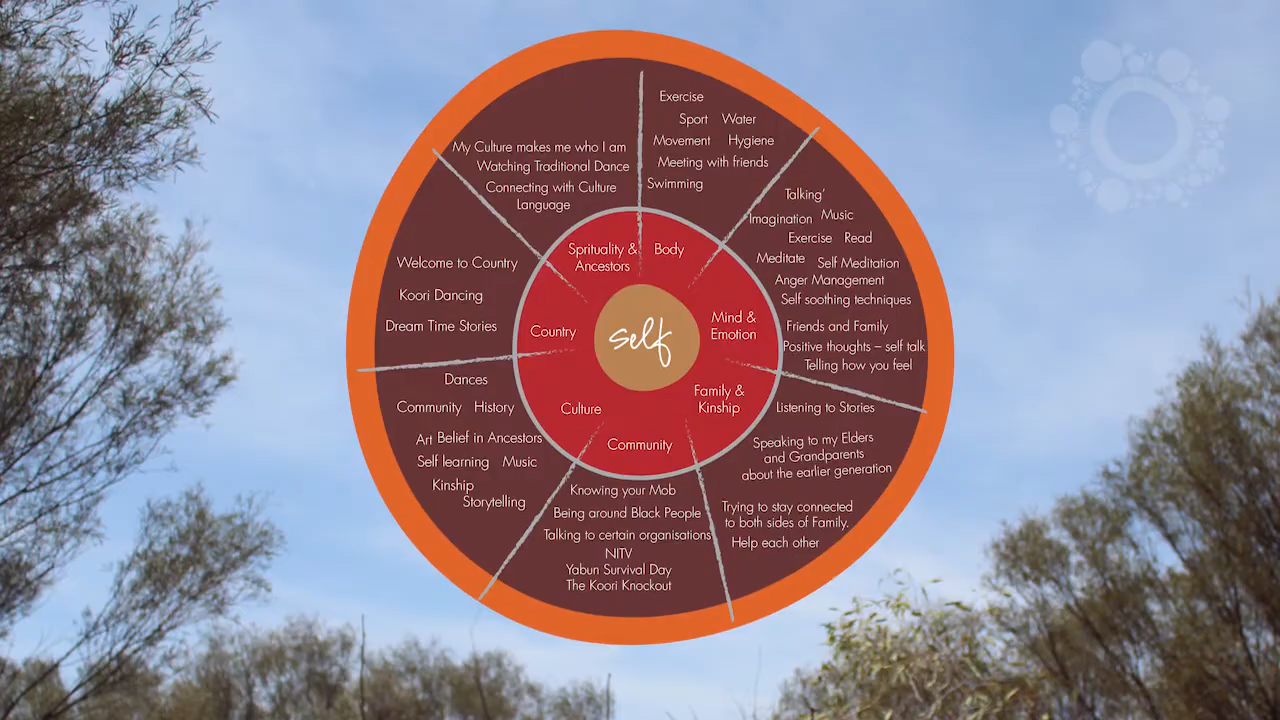 self
Body
Mind &
Emotion
Family &
Kinship
Community
Culture
Country
Sprituality &
Ancestors
Exercise
Sport Water
Movement Hygiene
Meeting with friends
Swimming
Talking’
Imagination Music
Exercise Read
Meditate Self Meditation
Anger Management
Self soothing techniques
Friends and Family
Positive thoughts – self talk
Telling how you feel
Listening to Stories
Speaking to my Elders
and Grandparents
about the earlier generation
Trying to stay connected
to both sides of Family.
Help each other
Knowing your Mob
Being around Black People
Talking to certain organisations
NITV
Yabun Survival Day
The Koori Knockout
Dances
Community History
Art Belief in Ancestors
Self learning Music
Kinship
Storytelling
Welcome to Country
Koori Dancing
Dream Time Stories
My Culture makes me who I am
Watching Traditional Dance
Connecting with Culture
Language